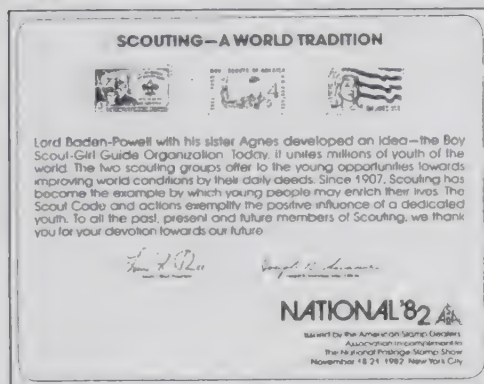 SCOUTING—A WORLD TRADITION
BOY SCOUTS OF AMERICA
Lord Baden-Powell with his sister Agnes developed an idea—the Boy
Scout-Girl Guide Organization. Today, it unites millions of youth of the
world. The two scouting groups offer to the young opportunities towards
improving world conditions by their daily deeds. Since 1907, Scouting has
become the example by which young people may enrich their lives. The
Scout Code and actions exemplify the positive influence of a dedicated
youth. To all the past, present and future members of Scouting, we thank
you for your devotion towards our future.
NATIONAL'82
Issued by the American Stamp Dealers
Association in complement to
The National Postage Stamp Show
November 18-21, 1982, New York City